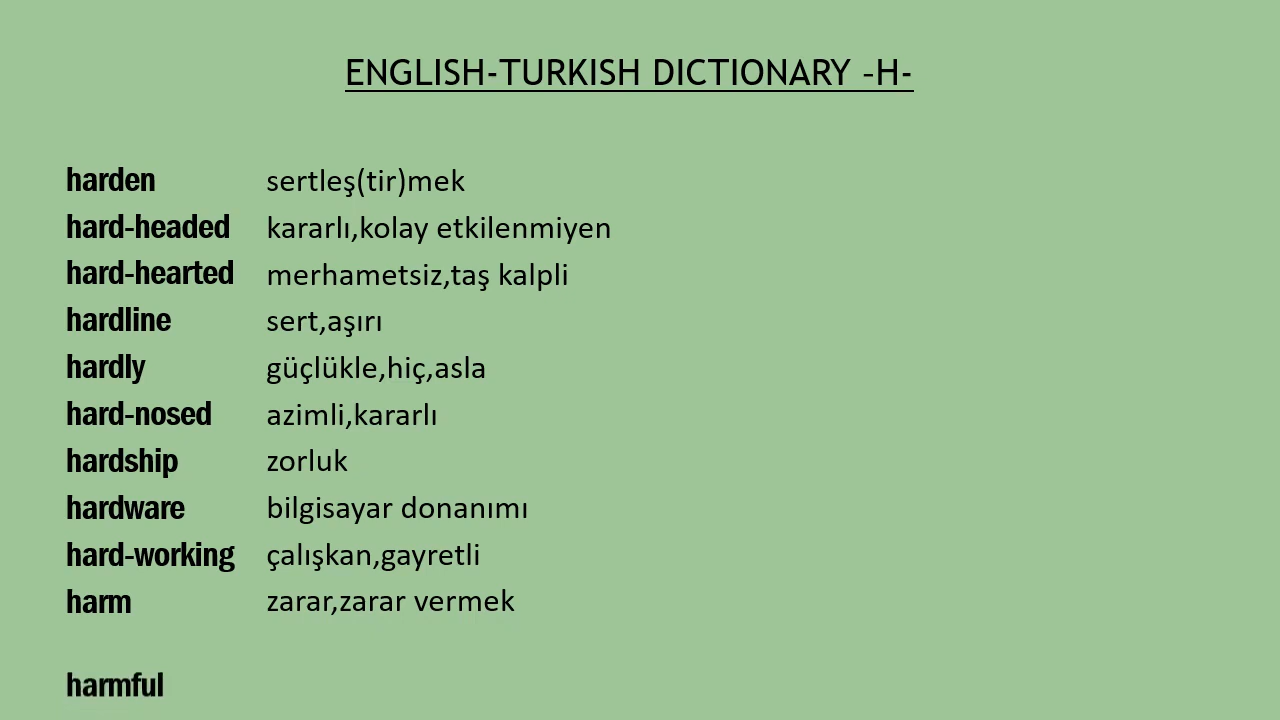 ENGLISH-TURKISH DICTIONARY –H-
harden sertleş(tir)mek
hard-headed kararlı,kolay etkilenmiyen
hard-hearted merhametsiz,taş kalpli
hardline sert,aşırı
hardly güçlükle,hiç,asla
hard-nosed azimli,kararlı
hardship zorluk
hardware bilgisayar donanımı
hard-working çalışkan,gayretli
harm zarar,zarar vermek
harmful